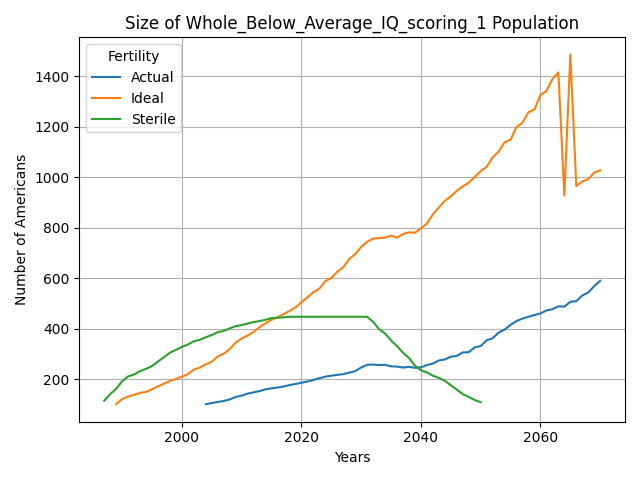 Size of Whole_Below_Average_IQ_scoring_1 Population
Fertility
Actual
Ideal
Sterile
Number of Americans
1400
1200
1000
800
600
400
200
2000
2020
2040
2060
Years